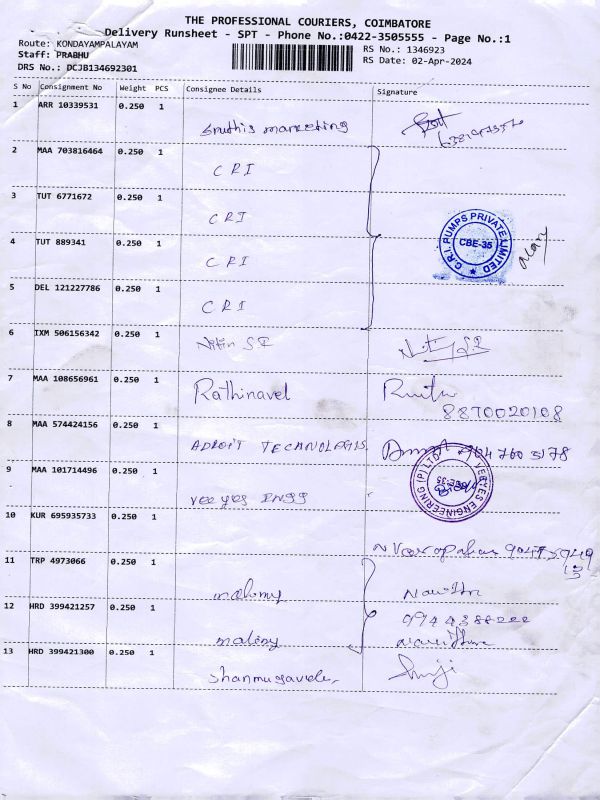 THE PROFESSIONAL COURIERS, COIMBATORE
Delivery Runsheet - SPT - Phone No.:0422-3505555 - Page No.:1
Route: KONDAYAMPALAYAM
Staff: PRABHU
DRS No.: DCJB134692301
RS No.: 1346923
RS Date: 02-Apr-2024
S No Consignment No Weight PCS Consignee Details Signature
1 ARR 10339531 0.250 1
Sruthis marketing
2 MAA 703816464 0.250 1
CRI
3 TUT 6771672 0.250 1
CRI
4 TUT 889341 0.250 1
CRI
C.R.I. PUMPS PRIVATE LIMITED
CBE-35
5 DEL 121227786 0.250 1
CRI
6 IXM 506156342 0.250 1
Nitin SR
7 MAA 108656961 0.250 1
Rathinavel
8870020108
8 MAA 574424156 0.250 1
ADROIT TECHNOLOGIS
9 MAA 101714496 0.250 1
Veeyes ENGG
VEEYES ENGINEERING (P) LTD
10 KUR 695935733 0.250 1
11 TRP 4973066 0.250 1
12 HRD 399421257 0.250 1
9944388222
13 HRD 399421300 0.250 1